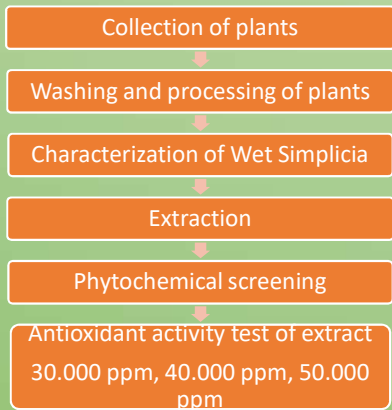 Collection of plants
Washing and processing of plants
Characterization of Wet Simplicia
Extraction
Phytochemical screening
Antioxidant activity test of extract
30.000 ppm, 40.000 ppm, 50.000
ppm